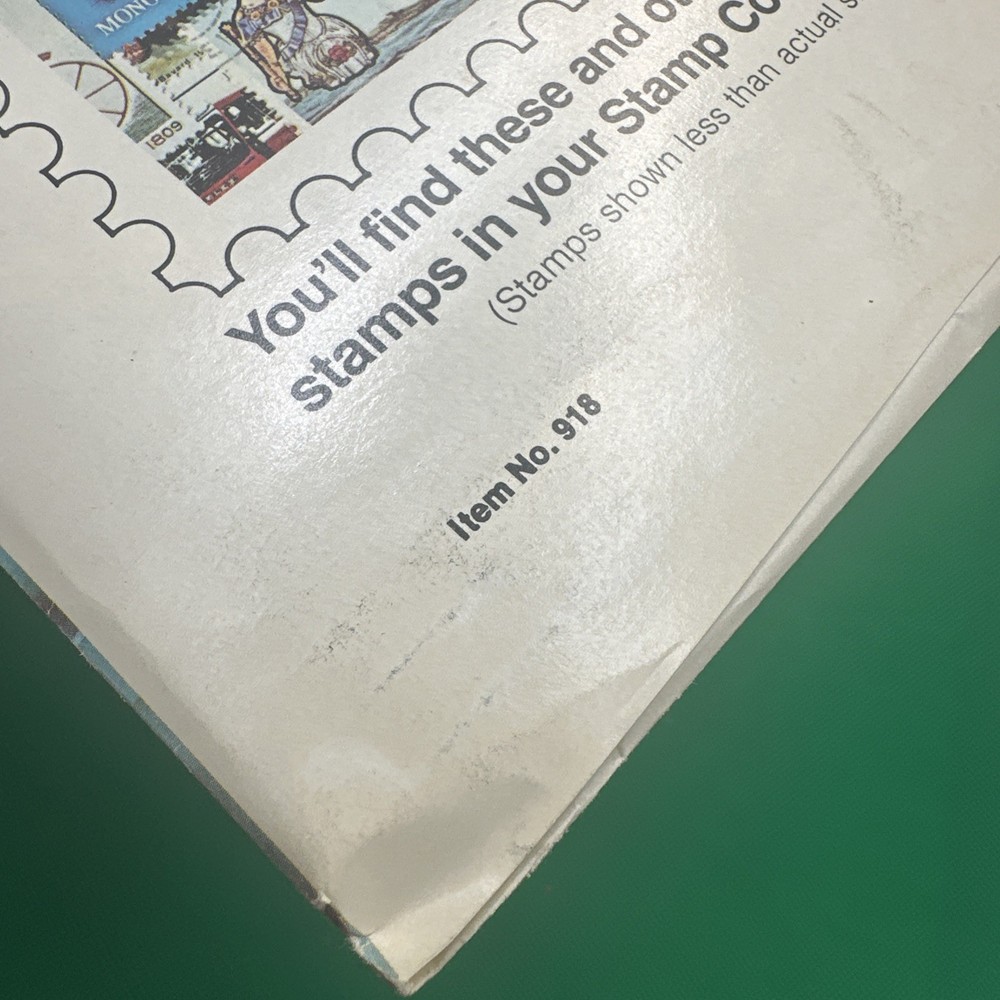 MONO
1809
You'll find these and ot
stamps in your Stamp Co
(Stamps shown less than actual s
Item No. 918